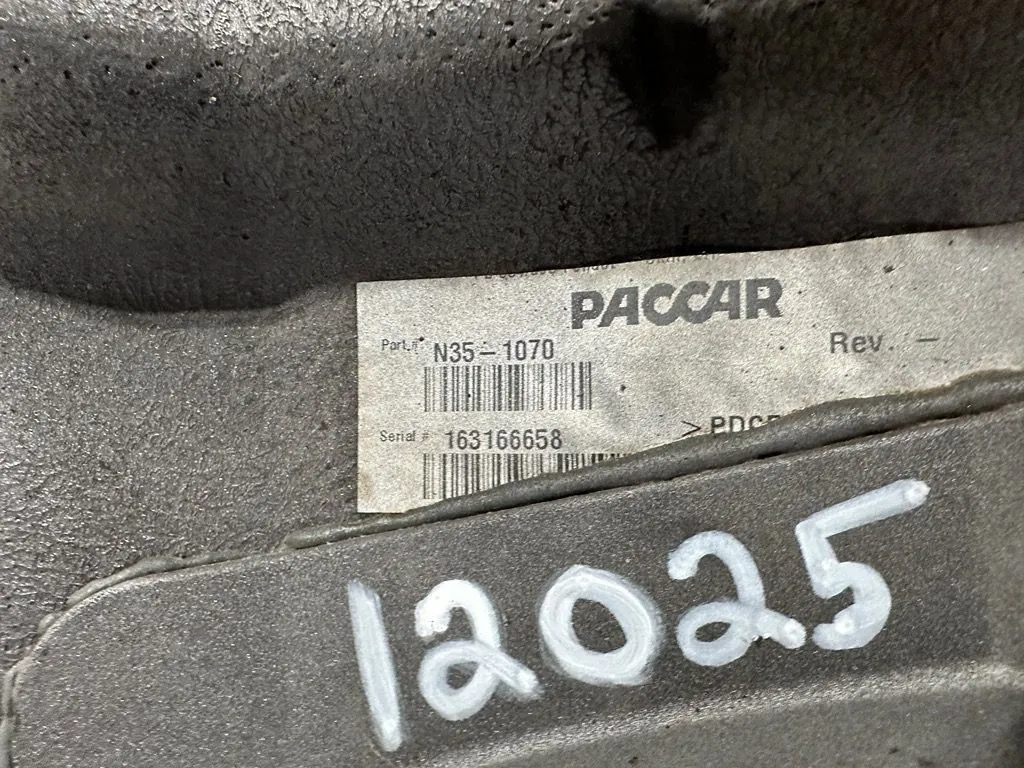 PACCAR
Part # N35-1070
Rev. -
Serial # 163166658
12025